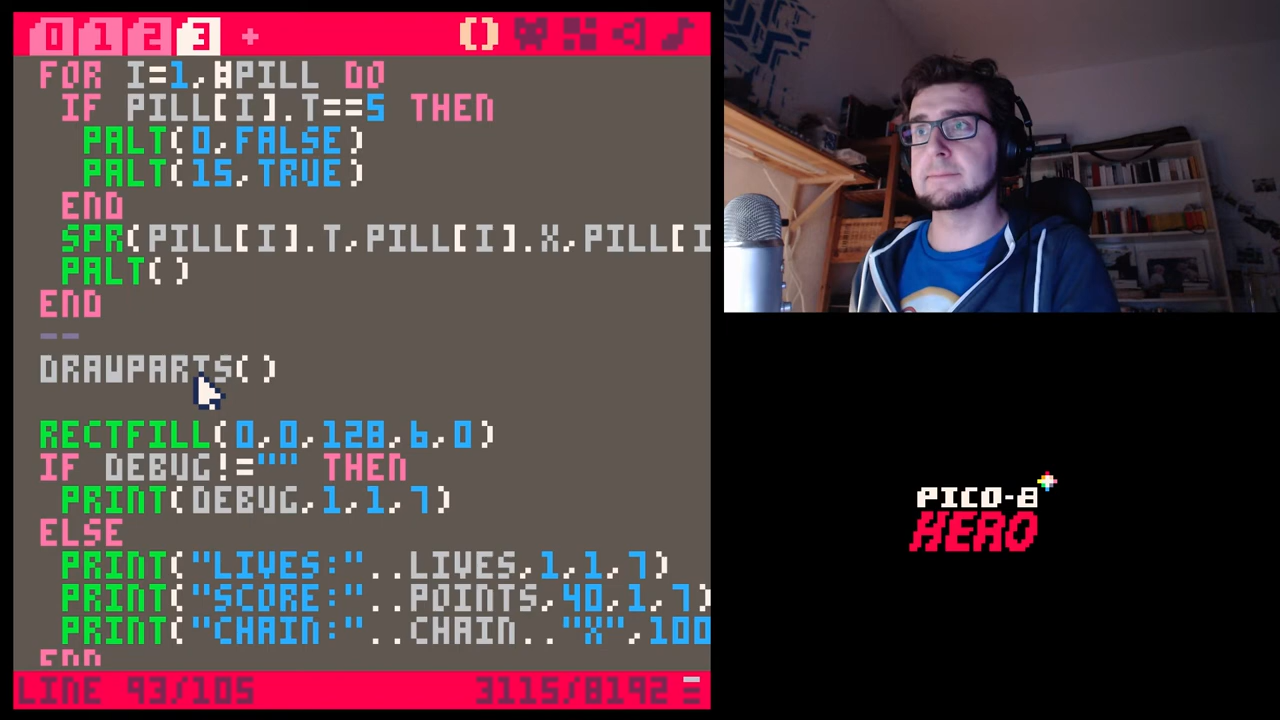 0 1 2 3 +
FOR I=1,#PILL DO
IF PILL[I].T==5 THEN
PALT(0,FALSE)
PALT(15,TRUE)
END
SPR(PILL[I].T,PILL[I].X,PILL[I
PALT()
END
--
DRAWPARTS()
RECTFILL(0,0,128,6,0)
IF DEBUG!="" THEN
PRINT(DEBUG,1,1,7)
ELSE
PRINT("LIVES:"..LIVES,1,1,7)
PRINT("SCORE:"..POINTS,40,1,7)
PRINT("CHAIN:"..CHAIN.."X",100
END
LINE 93/105 3115/8192
PICO-8
HERO